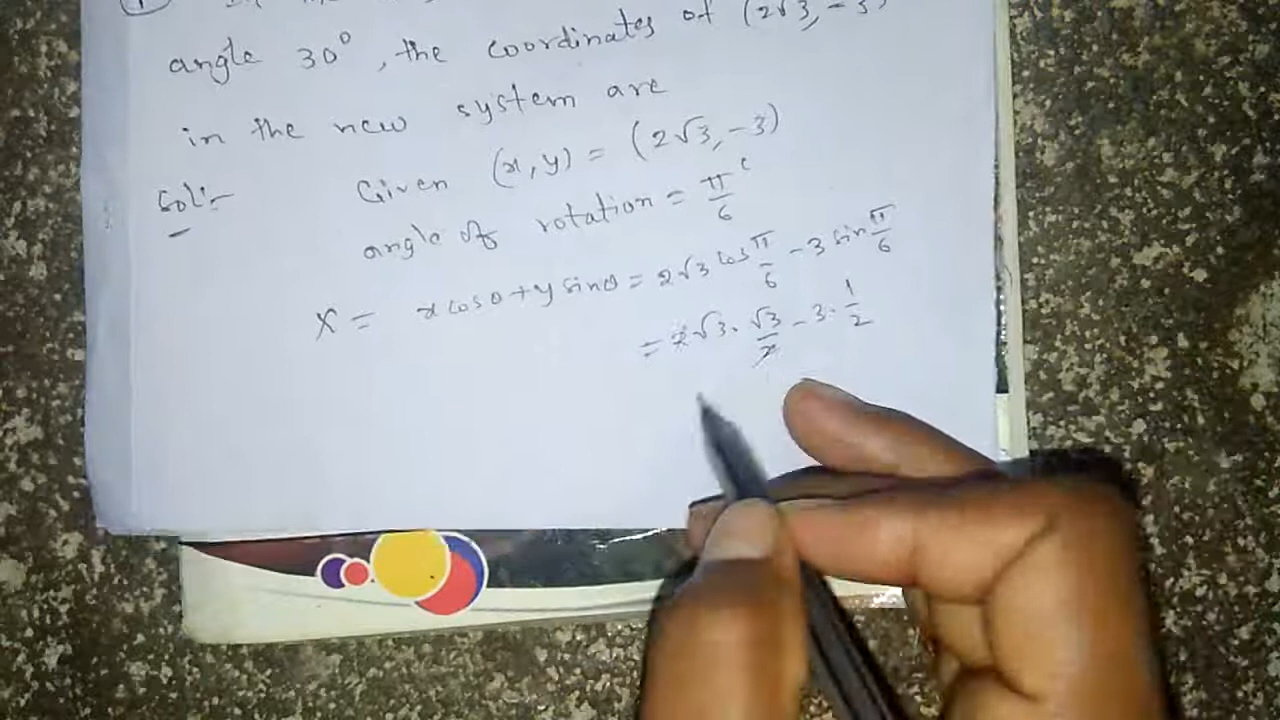 angle 30°, the coordinates of (2√3, -3)
in the new system are
Sol:- Given (x, y) = (2√3, -3)
angle of rotation = π/6 ᶜ
X = x cosθ + y sinθ = 2√3 cos π/6 - 3 sin π/6
= 2√3 · √3/2 - 3 · 1/2